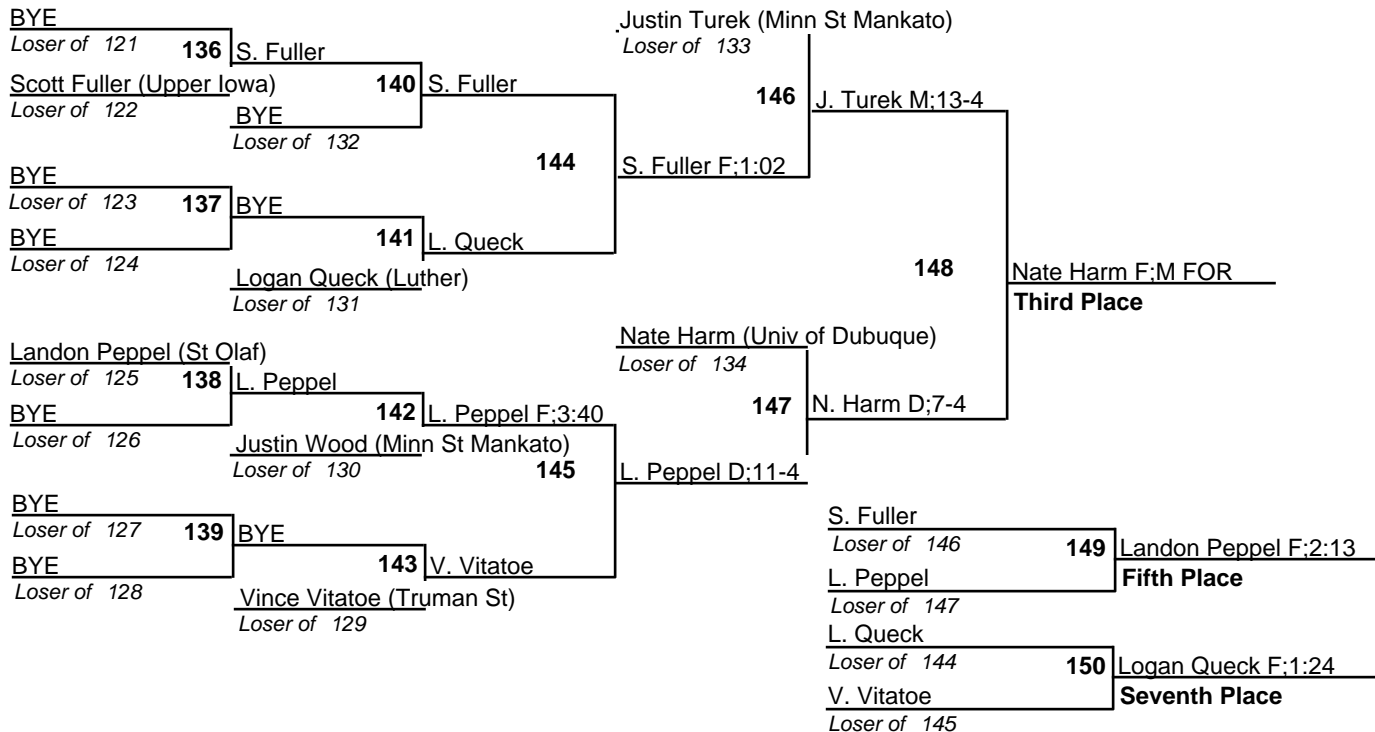 BYE
Loser of 121
136
S. Fuller
Scott Fuller (Upper Iowa)
Loser of 122
140
S. Fuller
BYE
Loser of 132
144
BYE
Loser of 123
137
BYE
BYE
Loser of 124
141
L. Queck
Logan Queck (Luther)
Loser of 131
Justin Turek (Minn St Mankato)
Loser of 133
146
J. Turek M;13-4
S. Fuller F;1:02
148
Nate Harm F;M FOR
Third Place
Landon Peppel (St Olaf)
Loser of 125
138
L. Peppel
BYE
Loser of 126
142
L. Peppel F;3:40
Justin Wood (Minn St Mankato)
Loser of 130
145
BYE
Loser of 127
139
BYE
BYE
Loser of 128
143
V. Vitatoe
Vince Vitatoe (Truman St)
Loser of 129
Nate Harm (Univ of Dubuque)
Loser of 134
147
N. Harm D;7-4
L. Peppel D;11-4
S. Fuller
Loser of 146
149
Landon Peppel F;2:13
Fifth Place
L. Peppel
Loser of 147
L. Queck
Loser of 144
150
Logan Queck F;1:24
Seventh Place
V. Vitatoe
Loser of 145